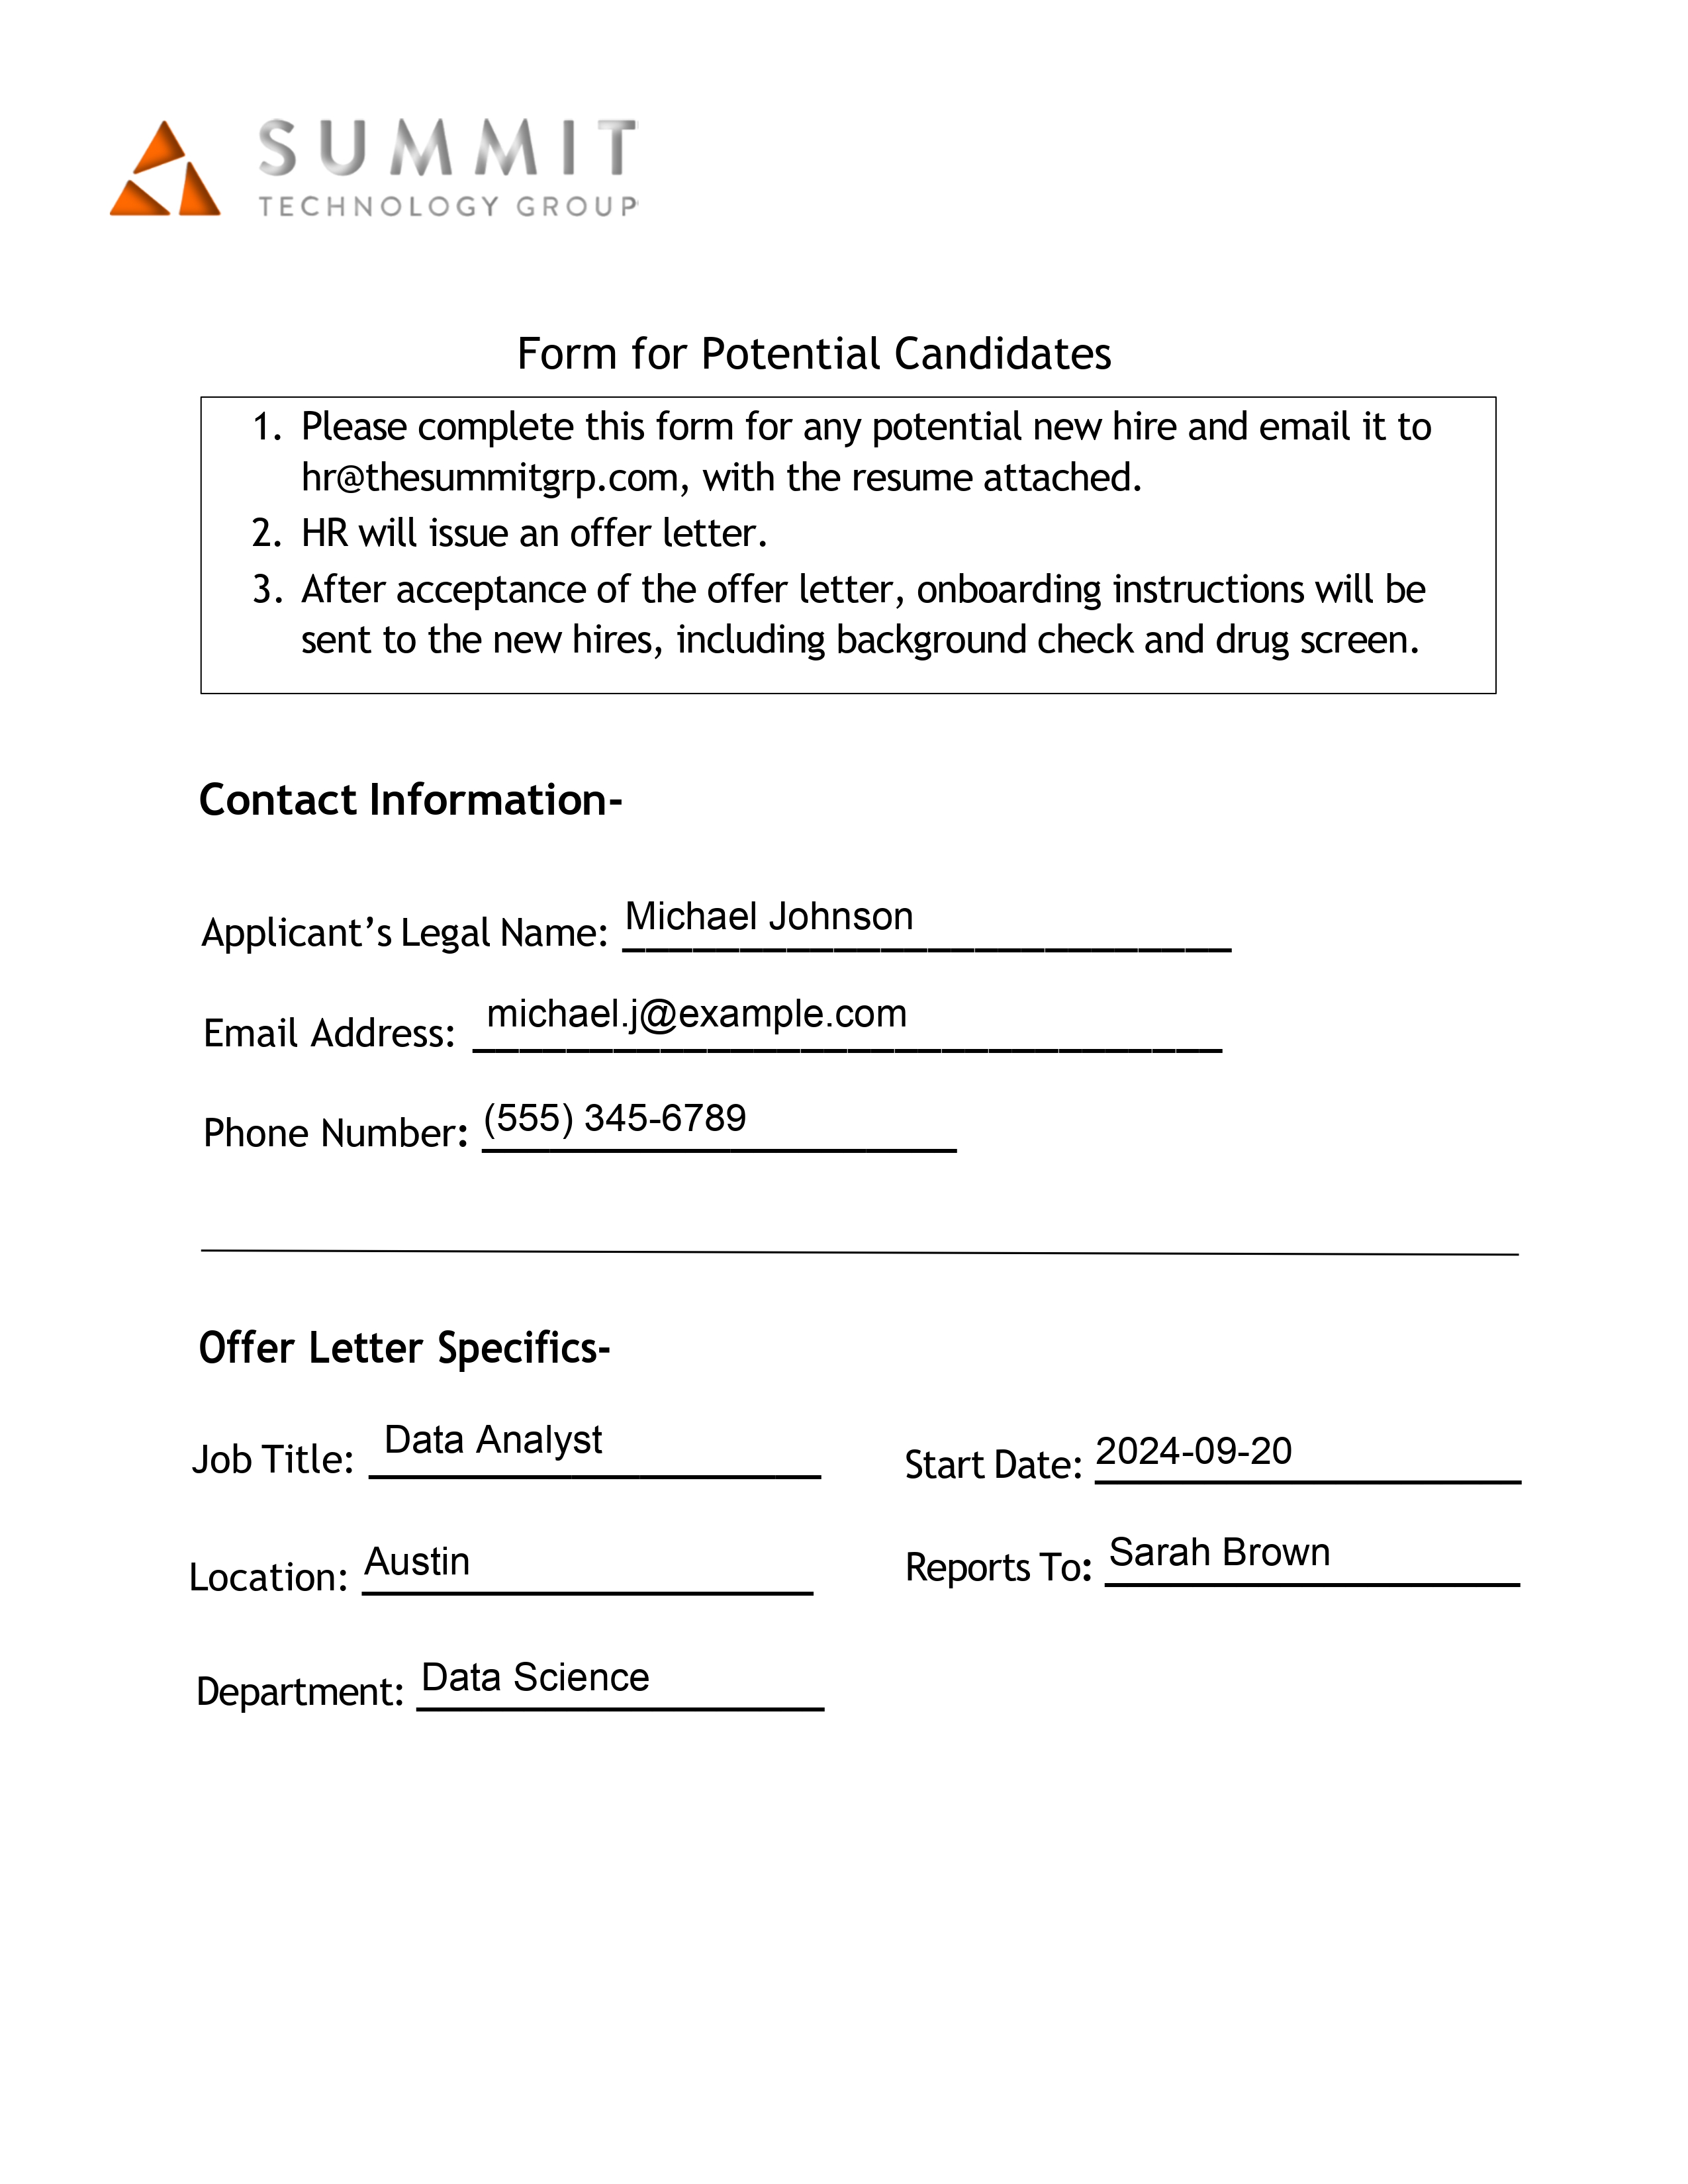 SUMMIT
TECHNOLOGY GROUP
Form for Potential Candidates
1. Please complete this form for any potential new hire and email it to
hr@thesummitgrp.com, with the resume attached.
2. HR will issue an offer letter.
3. After acceptance of the offer letter, onboarding instructions will be
sent to the new hires, including background check and drug screen.
Contact Information-
Applicant’s Legal Name: Michael Johnson
Email Address: michael.j@example.com
Phone Number: (555) 345-6789
Offer Letter Specifics-
Job Title: Data Analyst
Start Date: 2024-09-20
Location: Austin
Reports To: Sarah Brown
Department: Data Science